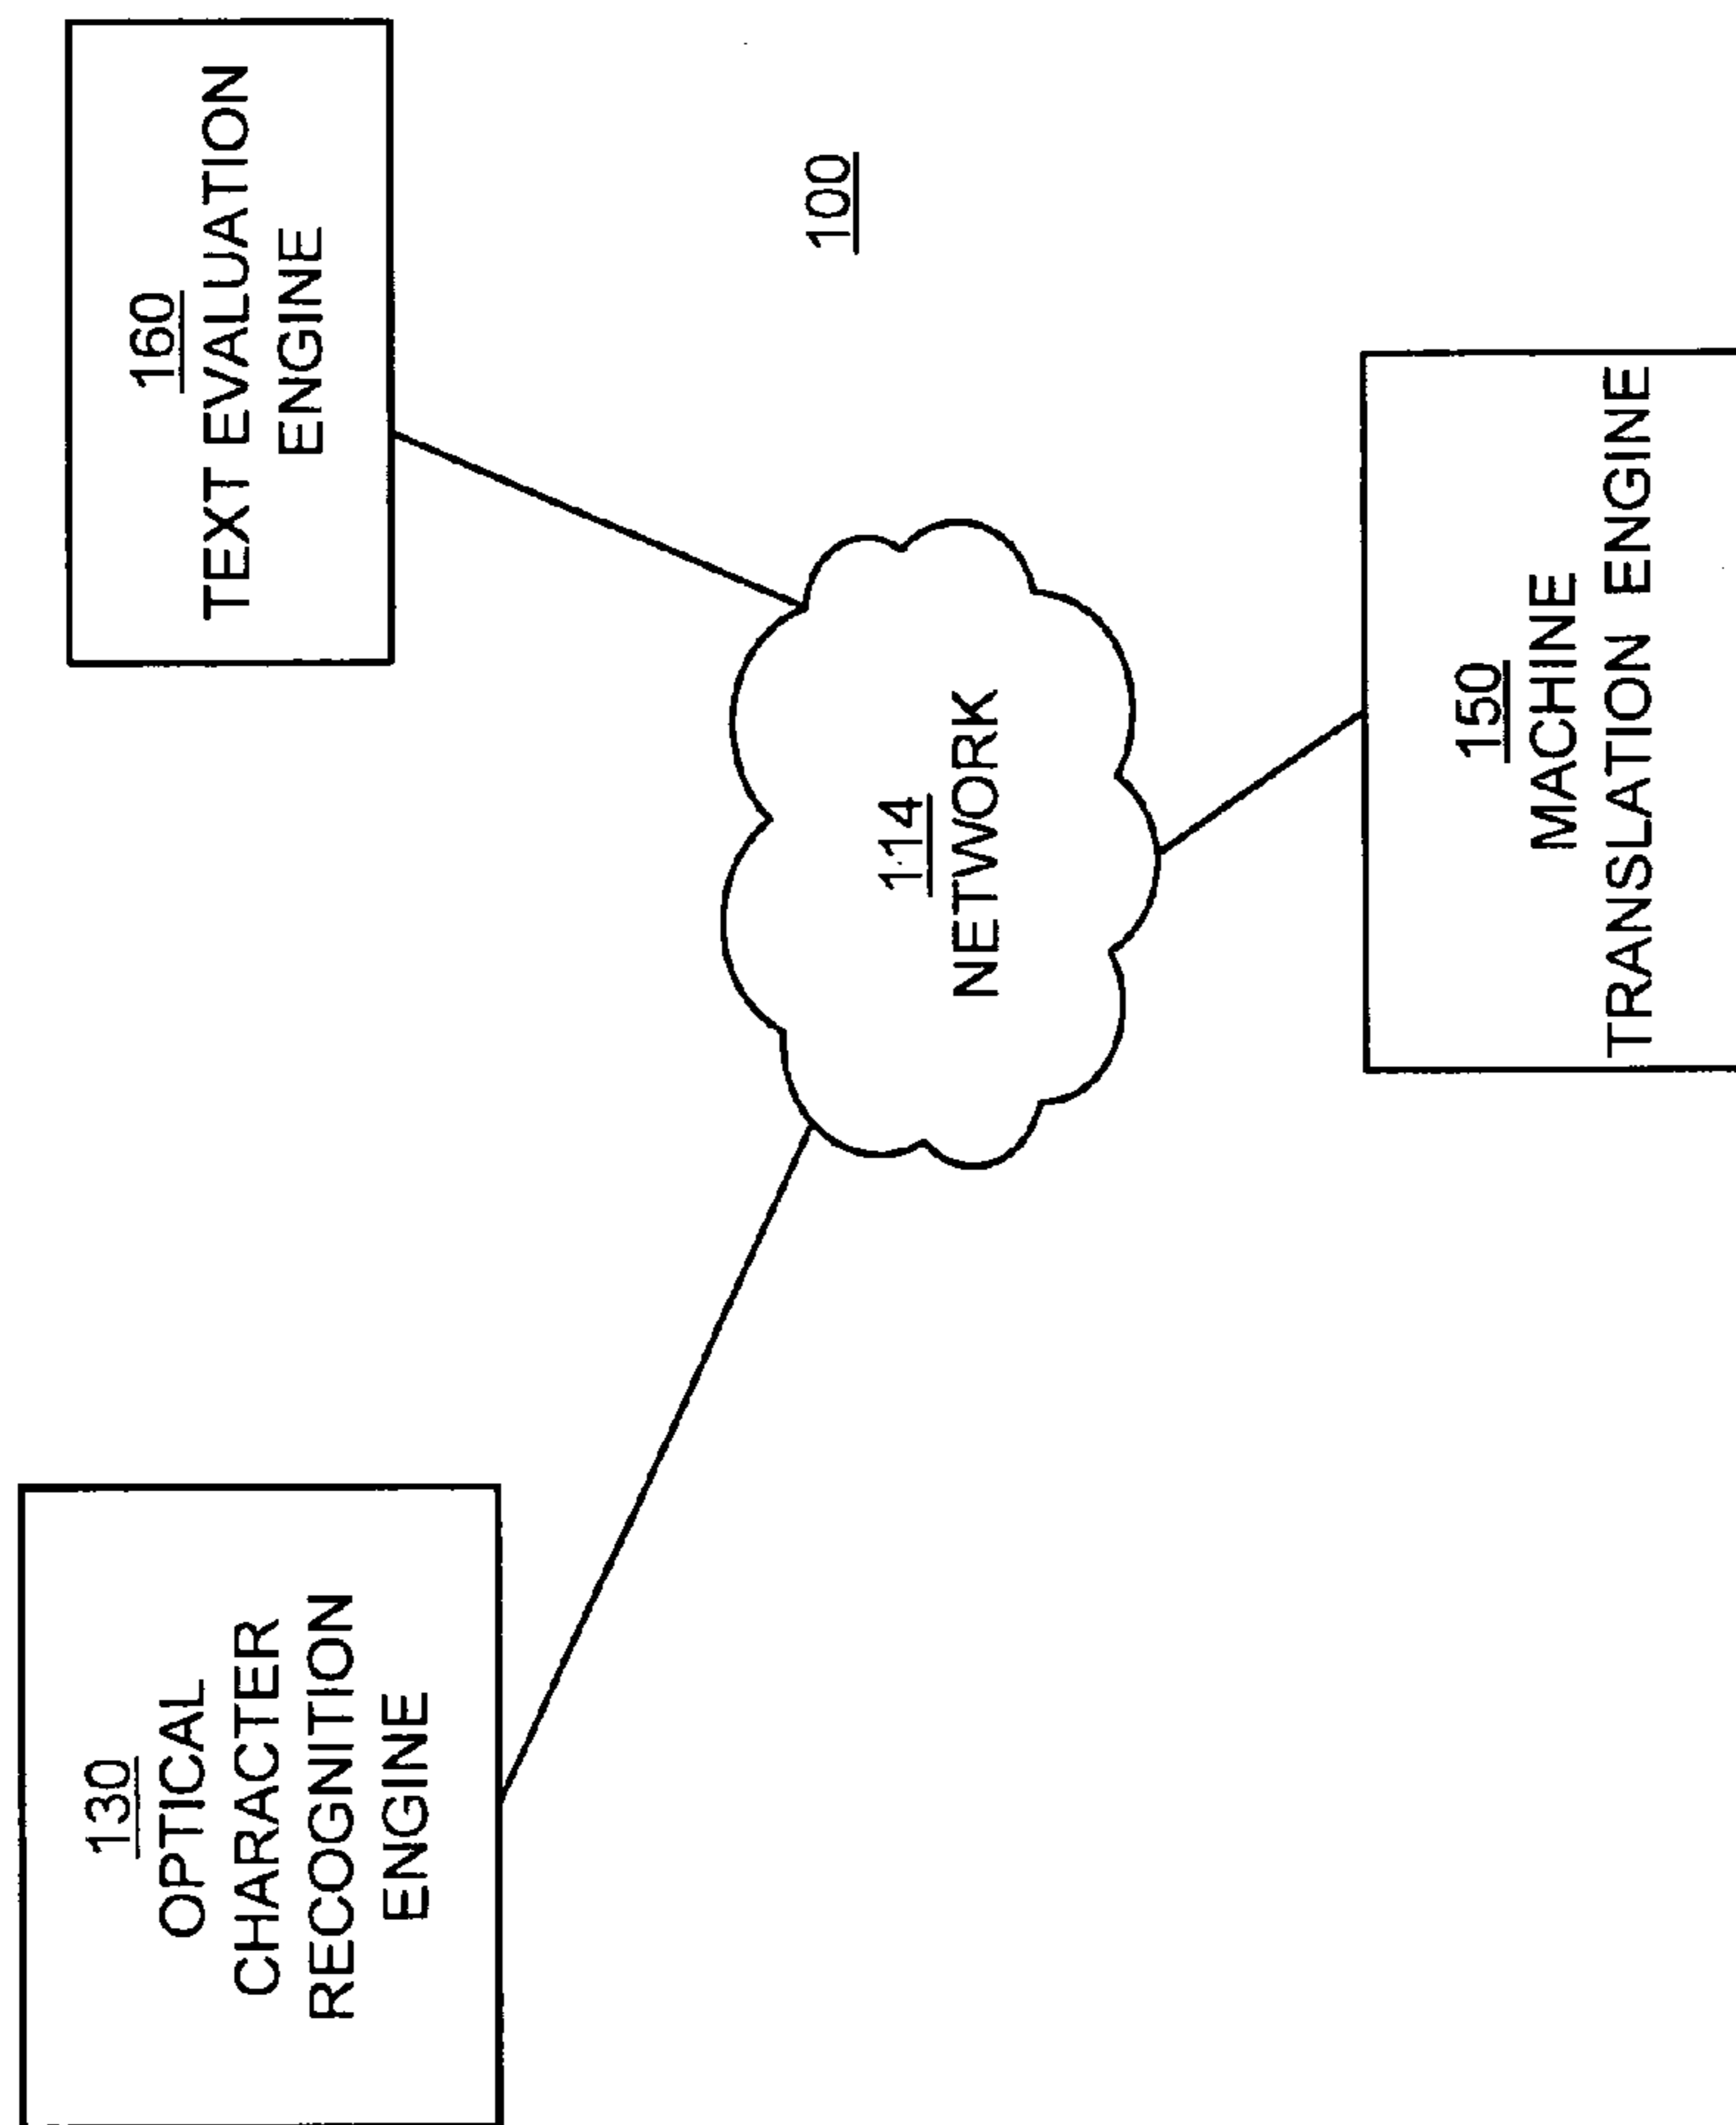 130
OPTICAL
CHARACTER
RECOGNITION
ENGINE
160
TEXT EVALUATION
ENGINE
100
114
NETWORK
150
MACHINE
TRANSLATION ENGINE